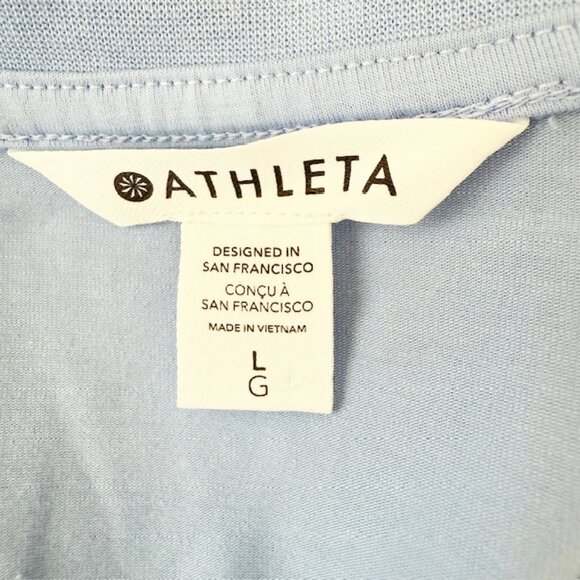 ATHLETA
DESIGNED IN
SAN FRANCISCO
CONÇU À
SAN FRANCISCO
MADE IN VIETNAM
L
G